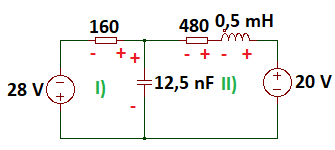 160 480 0,5 mH
- + + - + - +
28 V - + I) 12,5 nF II) + - 20 V
-